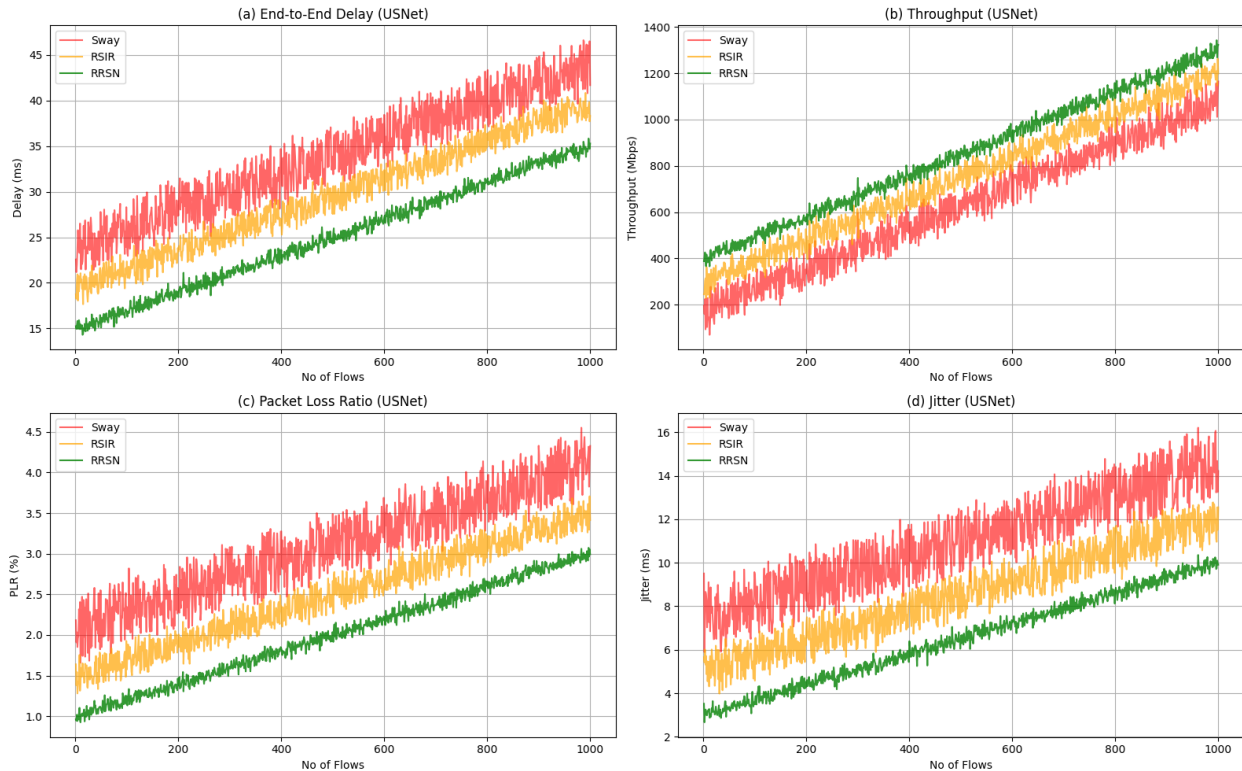 (a) End-to-End Delay (USNet)
Sway
RSIR
RRSN
Delay (ms)
45
40
35
30
25
20
15
0 200 400 600 800 1000
No of Flows
(b) Throughput (USNet)
Sway
RSIR
RRSN
Throughput (Mbps)
1400
1200
1000
800
600
400
200
0 200 400 600 800 1000
No of Flows
(c) Packet Loss Ratio (USNet)
Sway
RSIR
RRSN
PLR (%)
4.5
4.0
3.5
3.0
2.5
2.0
1.5
1.0
0 200 400 600 800 1000
No of Flows
(d) Jitter (USNet)
Sway
RSIR
RRSN
Jitter (ms)
16
14
12
10
8
6
4
2
0 200 400 600 800 1000
No of Flows